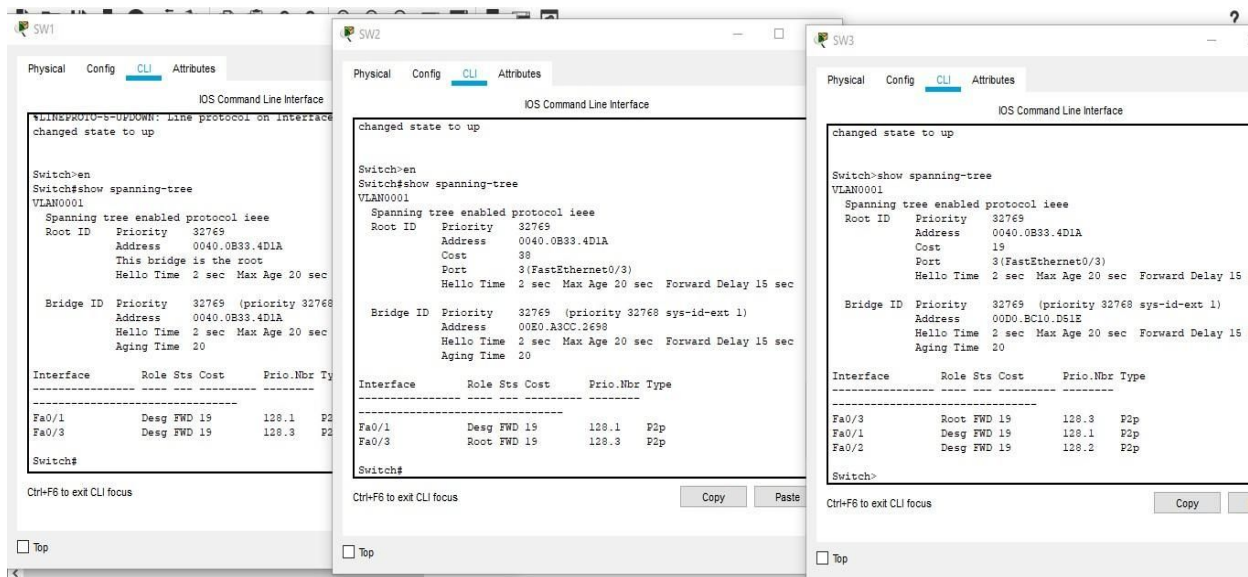 ?
SW1
Physical Config CLI Attributes
IOS Command Line Interface
%LINEPROTO-5-UPDOWN: Line protocol on Interface
changed state to up
Switch>en
Switch#show spanning-tree
VLAN0001
Spanning tree enabled protocol ieee
Root ID Priority 32769
Address 0040.0B33.4D1A
This bridge is the root
Hello Time 2 sec Max Age 20 sec
Bridge ID Priority 32769 (priority 32768
Address 0040.0B33.4D1A
Hello Time 2 sec Max Age 20 sec
Aging Time 20
Interface Role Sts Cost Prio.Nbr Ty
---------------- ---- --- --------- -------- --
--------------------------------
Fa0/1 Desg FWD 19 128.1 P2
Fa0/3 Desg FWD 19 128.3 P2
Switch#
Ctrl+F6 to exit CLI focus
Top
SW2
Physical Config CLI Attributes
IOS Command Line Interface
changed state to up
Switch>en
Switch#show spanning-tree
VLAN0001
Spanning tree enabled protocol ieee
Root ID Priority 32769
Address 0040.0B33.4D1A
Cost 38
Port 3(FastEthernet0/3)
Hello Time 2 sec Max Age 20 sec Forward Delay 15 sec
Bridge ID Priority 32769 (priority 32768 sys-id-ext 1)
Address 00E0.A3CC.2698
Hello Time 2 sec Max Age 20 sec Forward Delay 15 sec
Aging Time 20
Interface Role Sts Cost Prio.Nbr Type
---------------- ---- --- --------- --------
--------------------------------
Fa0/1 Desg FWD 19 128.1 P2p
Fa0/3 Root FWD 19 128.3 P2p
Switch#
Ctrl+F6 to exit CLI focus
Copy Paste
Top
SW3
Physical Config CLI Attributes
IOS Command Line Interface
changed state to up
Switch>show spanning-tree
VLAN0001
Spanning tree enabled protocol ieee
Root ID Priority 32769
Address 0040.0B33.4D1A
Cost 19
Port 3(FastEthernet0/3)
Hello Time 2 sec Max Age 20 sec Forward Delay 15
Bridge ID Priority 32769 (priority 32768 sys-id-ext 1)
Address 00D0.BC10.D51E
Hello Time 2 sec Max Age 20 sec Forward Delay 15
Aging Time 20
Interface Role Sts Cost Prio.Nbr Type
---------------- ---- --- --------- --------
--------------------------------
Fa0/3 Root FWD 19 128.3 P2p
Fa0/1 Desg FWD 19 128.1 P2p
Fa0/2 Desg FWD 19 128.2 P2p
Switch>
Ctrl+F6 to exit CLI focus
Copy
Top